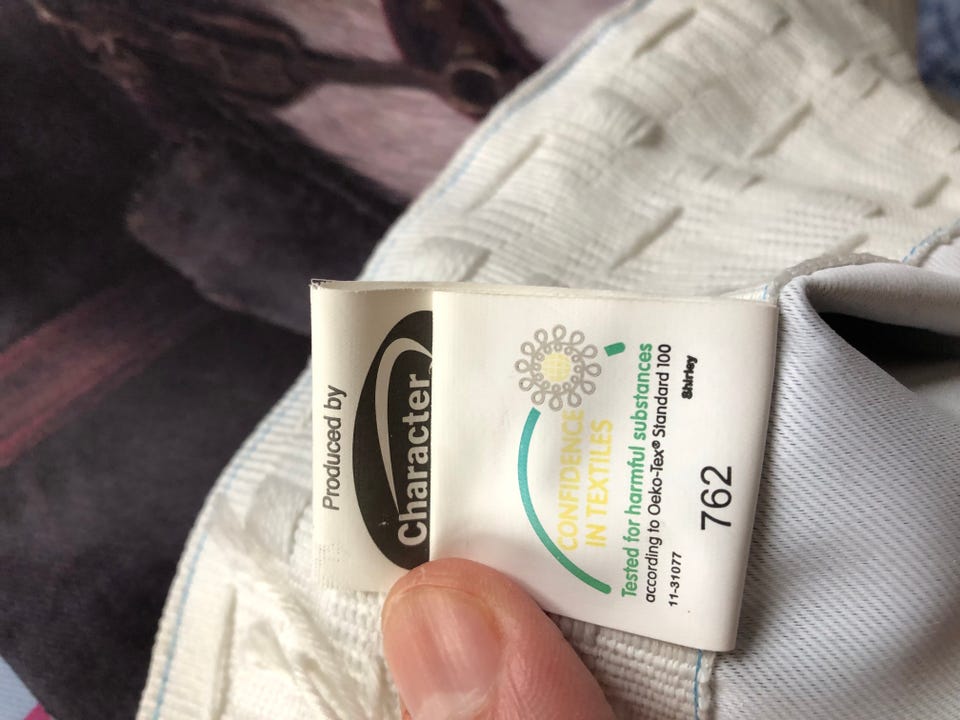 Produced by
Character
CONFIDENCE
IN TEXTILES
Tested for harmful substances
according to Oeko-Tex® Standard 100
11-31077
Shirley
762